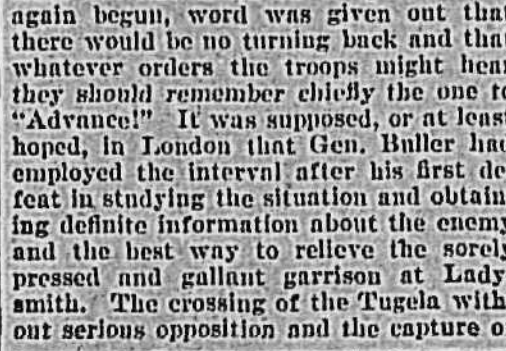 again begun, word was given out that
there would be no turning back and that
whatever orders the troops might hear
they should remember chiefly the one to
"Advance!" It was supposed, or at least
hoped, in London that Gen. Buller had
employed the interval after his first de
feat in studying the situation and obtain
ing definite information about the enemy
and the best way to relieve the sorely
pressed and gallant garrison at Lady
smith. The crossing of the Tugela with
out serious opposition and the capture o